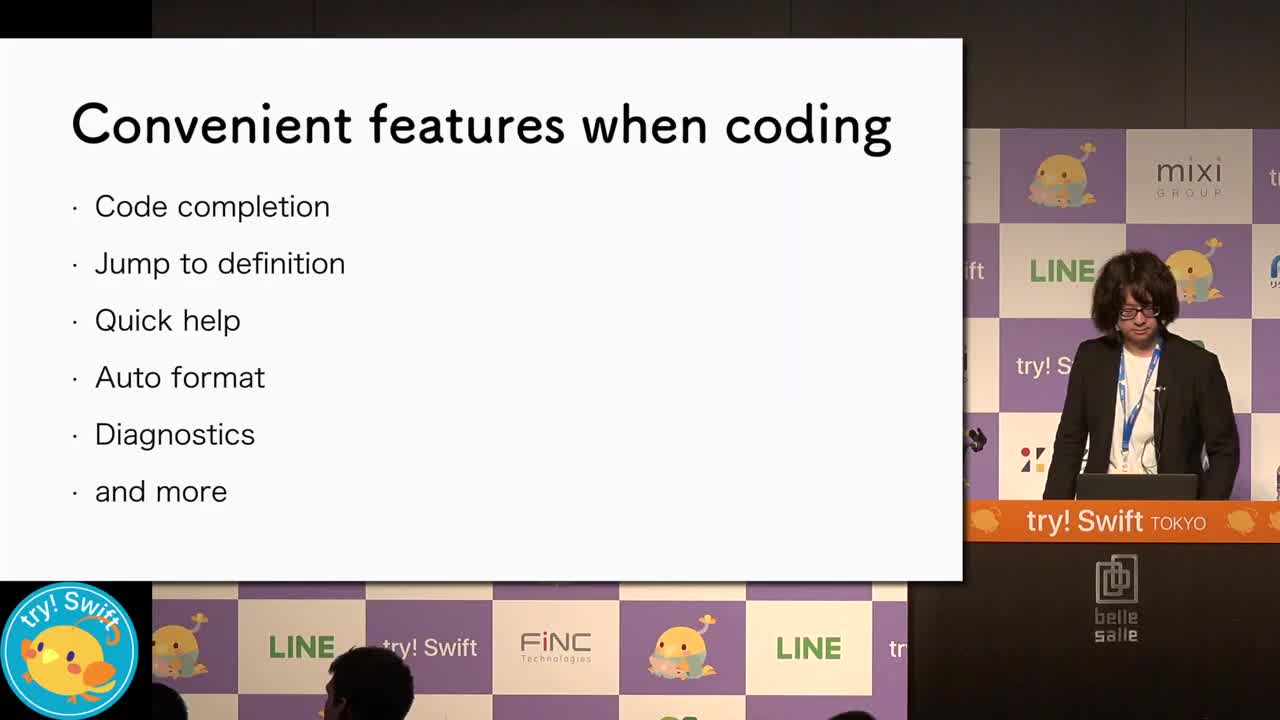 Convenient features when coding
· Code completion
· Jump to definition
· Quick help
· Auto format
· Diagnostics
· and more
mixi
GROUP
ift
LINE
try! S
try! Swift TOKYO
belle
salle
try! Swift
LINE
try! Swift
FiNC
Technologies
LINE